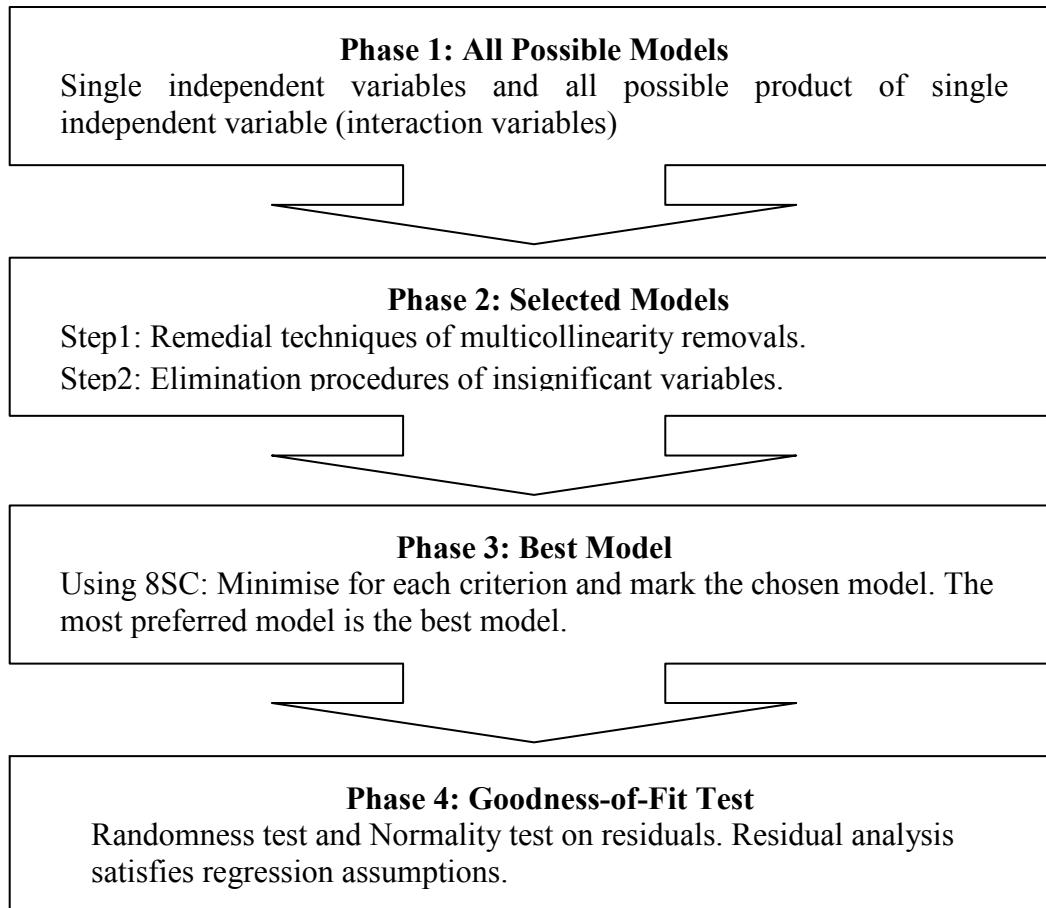 Phase 1: All Possible Models
Single independent variables and all possible product of single
independent variable (interaction variables)
Phase 2: Selected Models
Step1: Remedial techniques of multicollinearity removals.
Step2: Elimination procedures of insignificant variables.
Phase 3: Best Model
Using 8SC: Minimise for each criterion and mark the chosen model. The
most preferred model is the best model.
Phase 4: Goodness-of-Fit Test
Randomness test and Normality test on residuals. Residual analysis
satisfies regression assumptions.